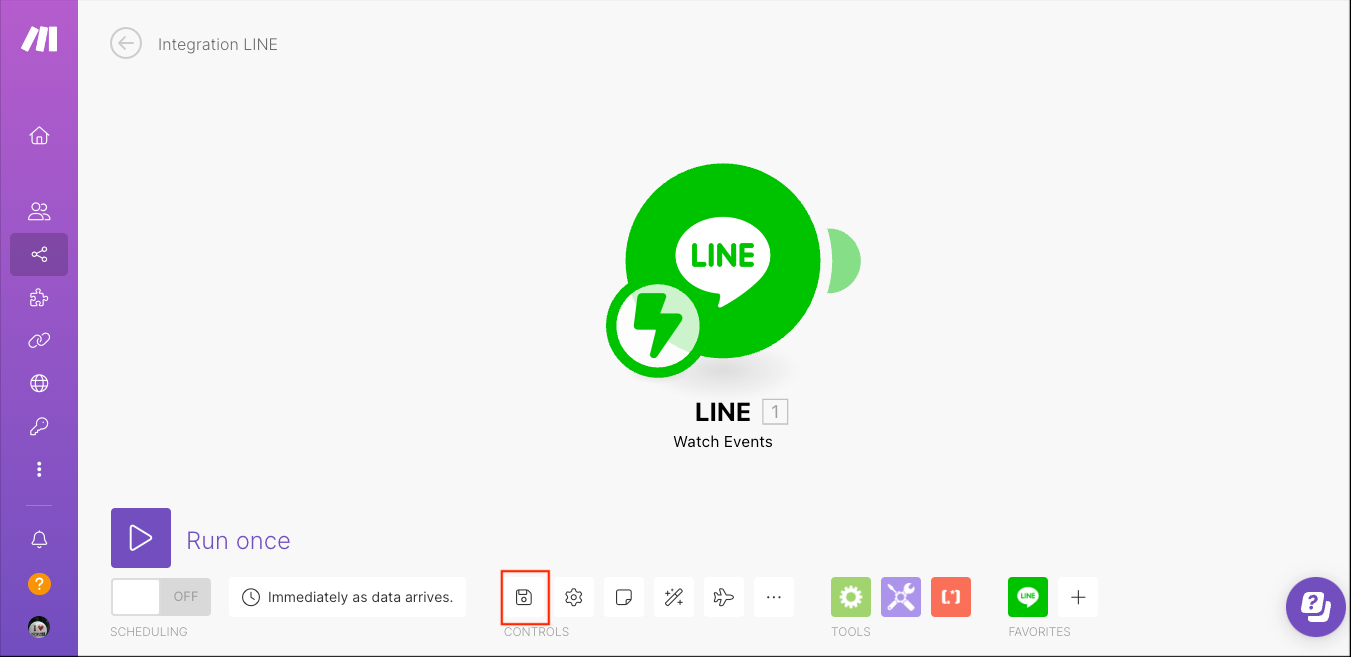 Integration LINE
LINE
LINE 1
Watch Events
Run once
OFF
Immediately as data arrives.
LINE
SCHEDULING
CONTROLS
TOOLS
FAVORITES